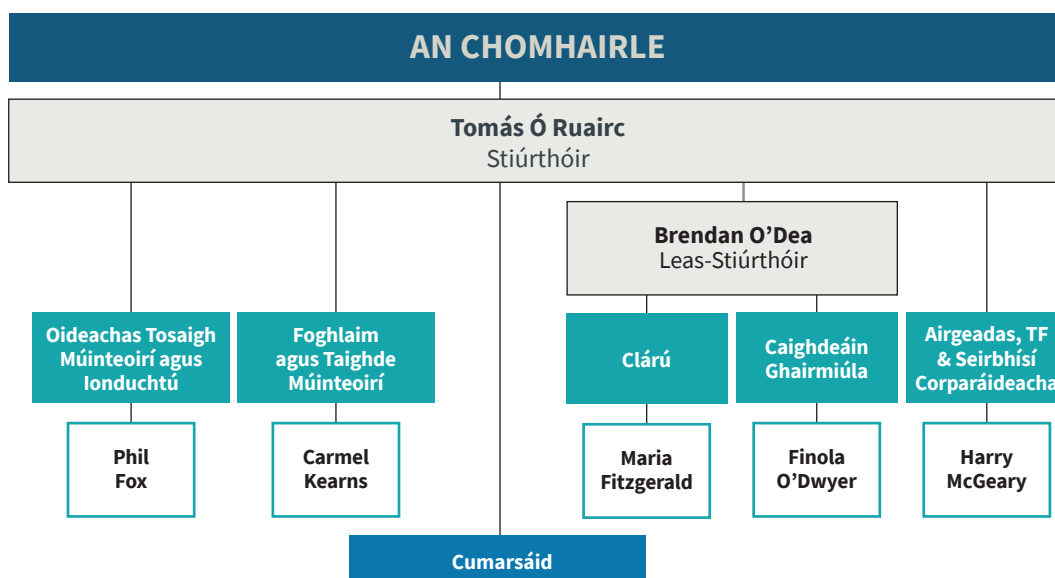 AN CHOMHAIRLE
Tomás Ó Ruairc
Stiúrthóir
Brendan O’Dea
Leas-Stiúrthóir
Oideachas Tosaigh
Múinteoirí agus
Ionduchtú
Foghlaim
agus Taighde
Múinteoirí
Clárú
Caighdeáin
Ghairmiúla
Airgeadas, TF
& Seirbhísí
Corparáideacha
Phil
Fox
Carmel
Kearns
Maria
Fitzgerald
Finola
O’Dwyer
Harry
McGeary
Cumarsáid